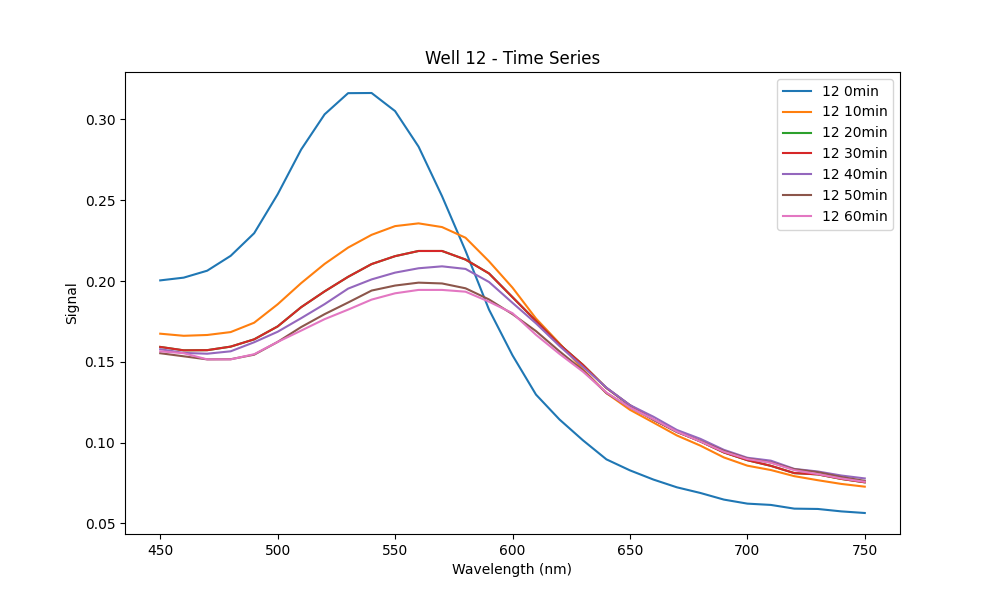 Well 12 - Time Series
Signal
0.30
0.25
0.20
0.15
0.10
0.05
12 0min
12 10min
12 20min
12 30min
12 40min
12 50min
12 60min
450
500
550
600
650
700
750
Wavelength (nm)